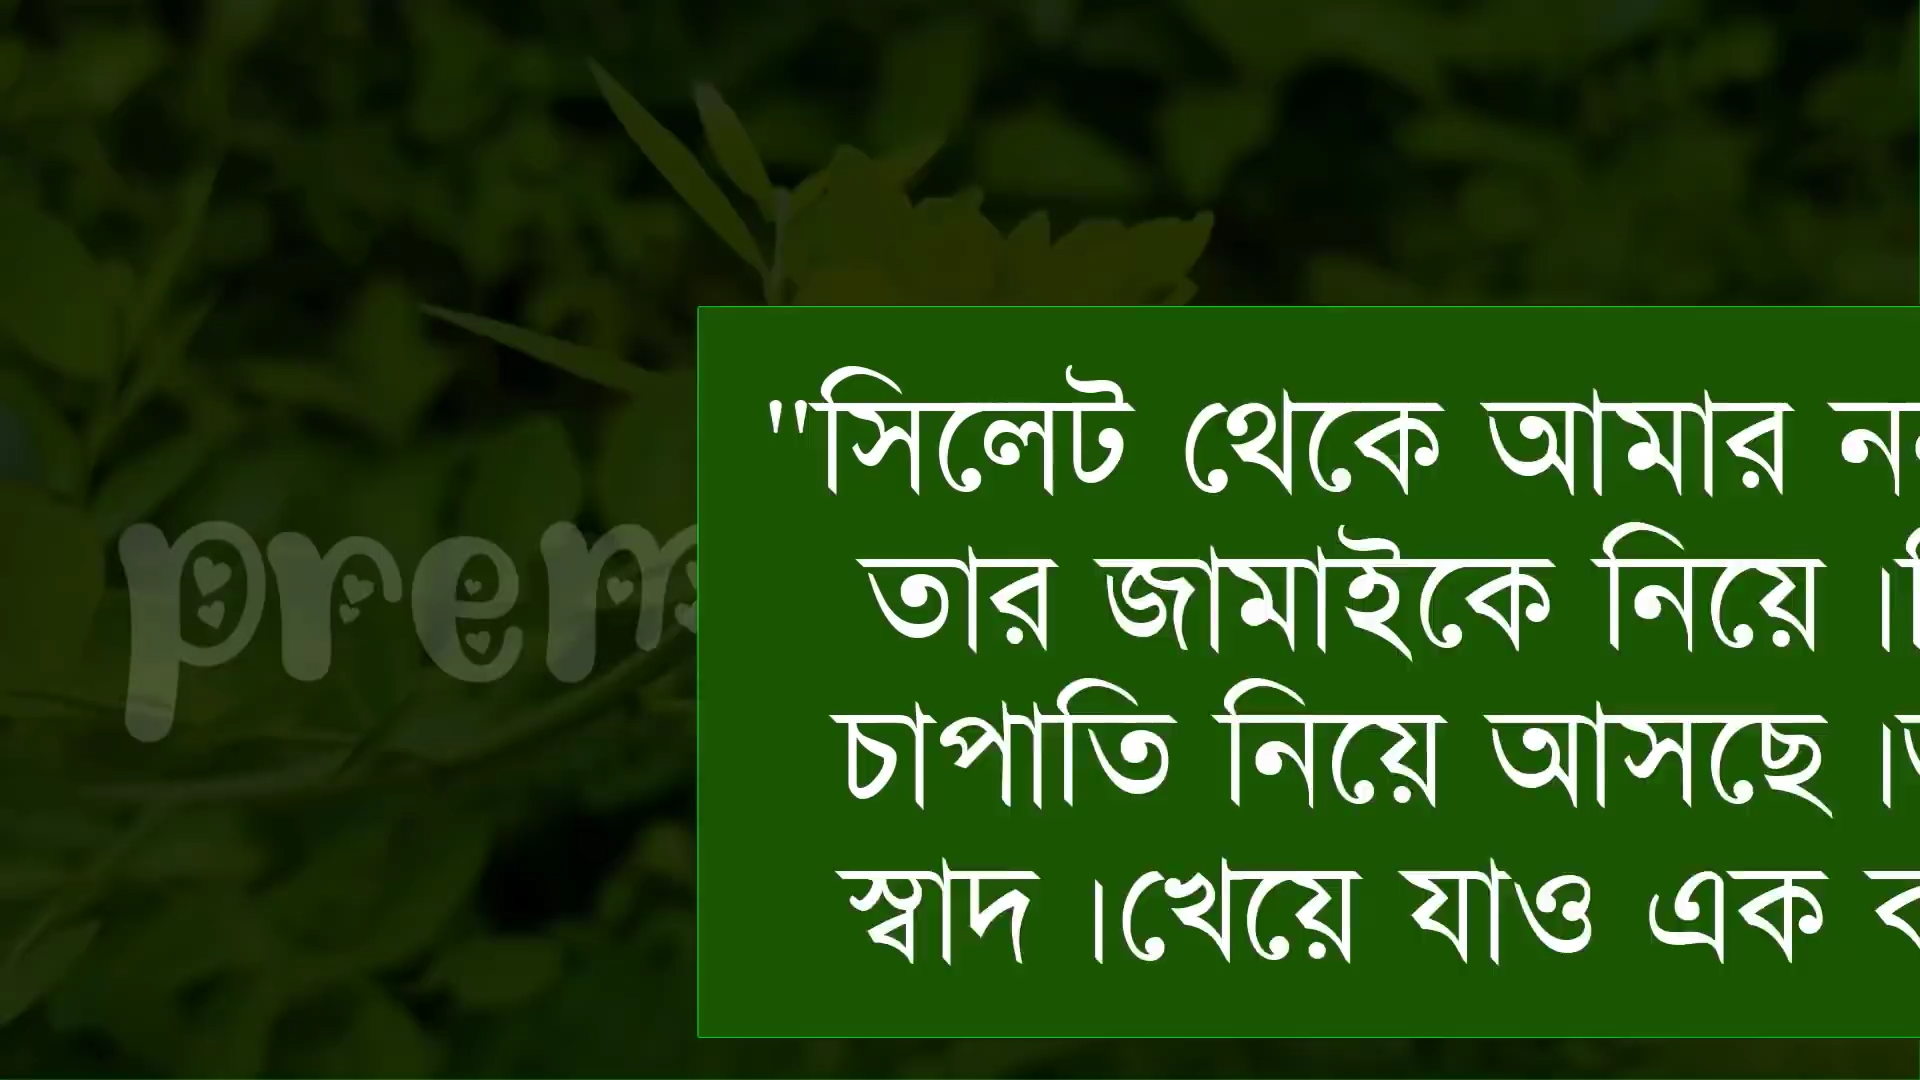 "সিলেট থেকে আমার
তার জামাইকে নিয়ে ।
চাপাতি নিয়ে আসছে ।
স্বাদ ।খেয়ে যাও এক
prem